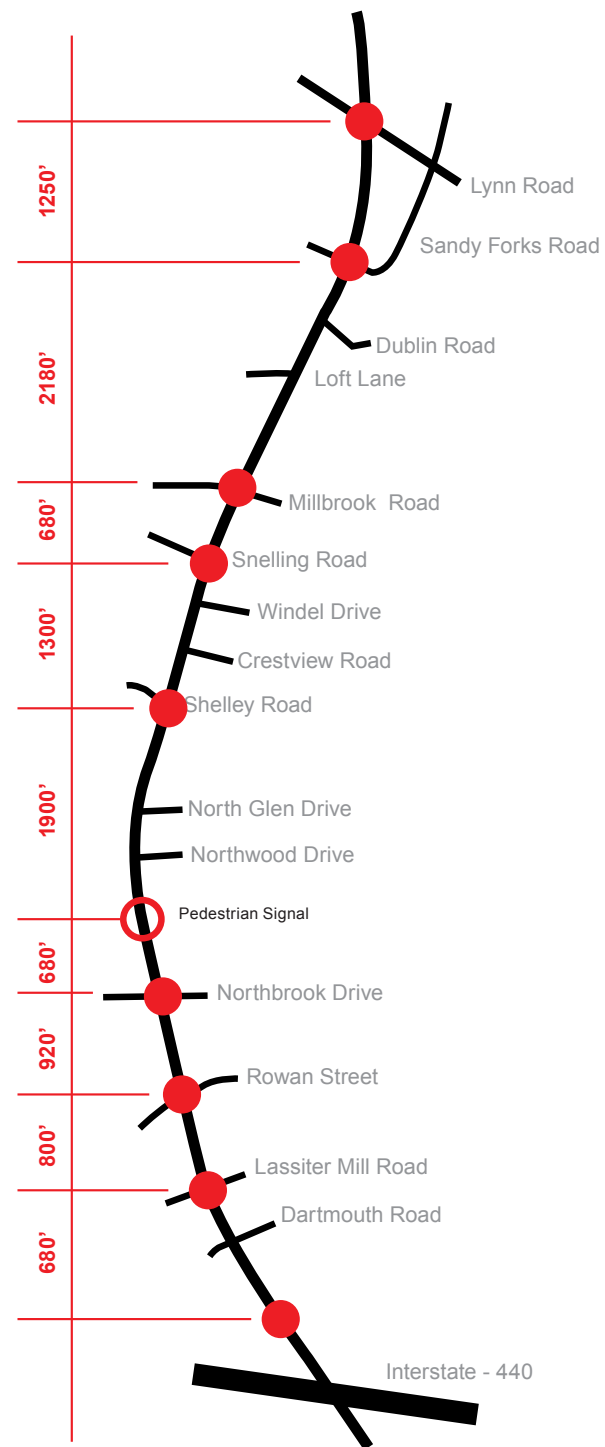 Lynn Road
1250’
Sandy Forks Road
Dublin Road
2180’
Loft Lane
Millbrook Road
680’
Snelling Road
Windel Drive
1300’
Crestview Road
Shelley Road
North Glen Drive
1900’
Northwood Drive
Pedestrian Signal
680’
Northbrook Drive
920’
Rowan Street
800’
Lassiter Mill Road
Dartmouth Road
680’
Interstate - 440